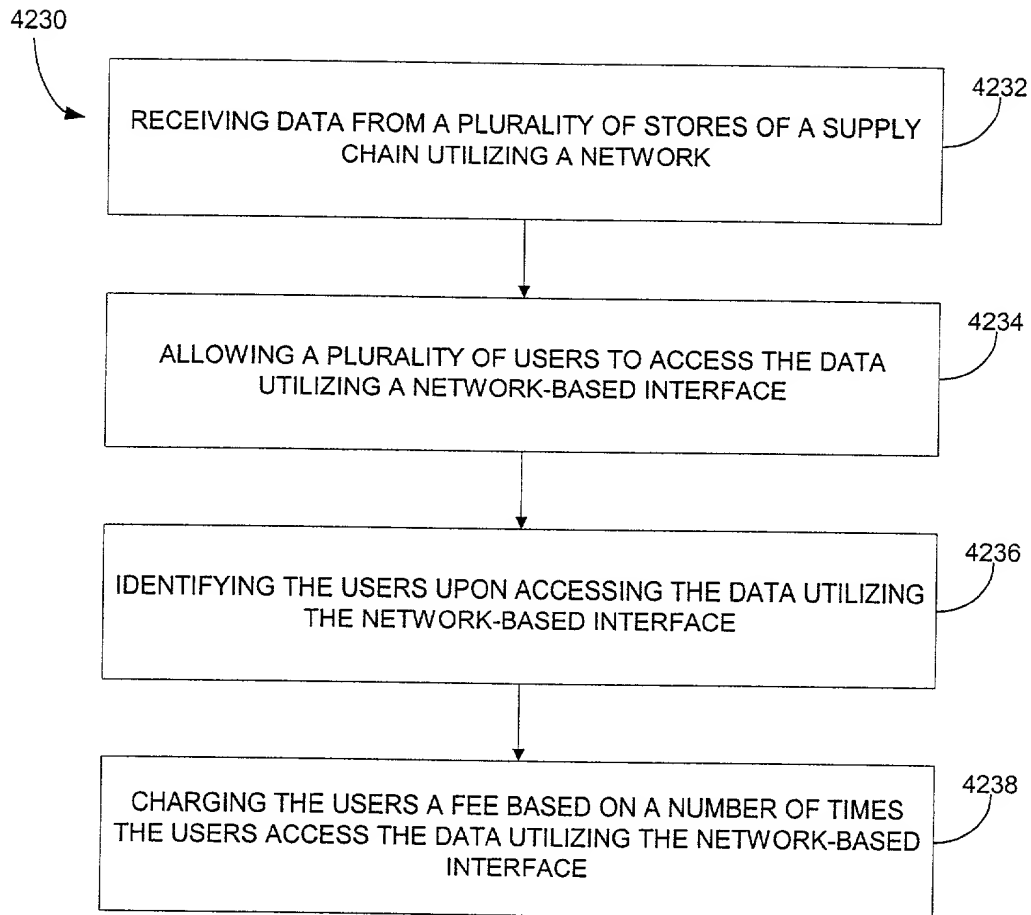 4230
4232
RECEIVING DATA FROM A PLURALITY OF STORES OF A SUPPLY
CHAIN UTILIZING A NETWORK
4234
ALLOWING A PLURALITY OF USERS TO ACCESS THE DATA
UTILIZING A NETWORK-BASED INTERFACE
4236
IDENTIFYING THE USERS UPON ACCESSING THE DATA UTILIZING
THE NETWORK-BASED INTERFACE
4238
CHARGING THE USERS A FEE BASED ON A NUMBER OF TIMES
THE USERS ACCESS THE DATA UTILIZING THE NETWORK-BASED
INTERFACE